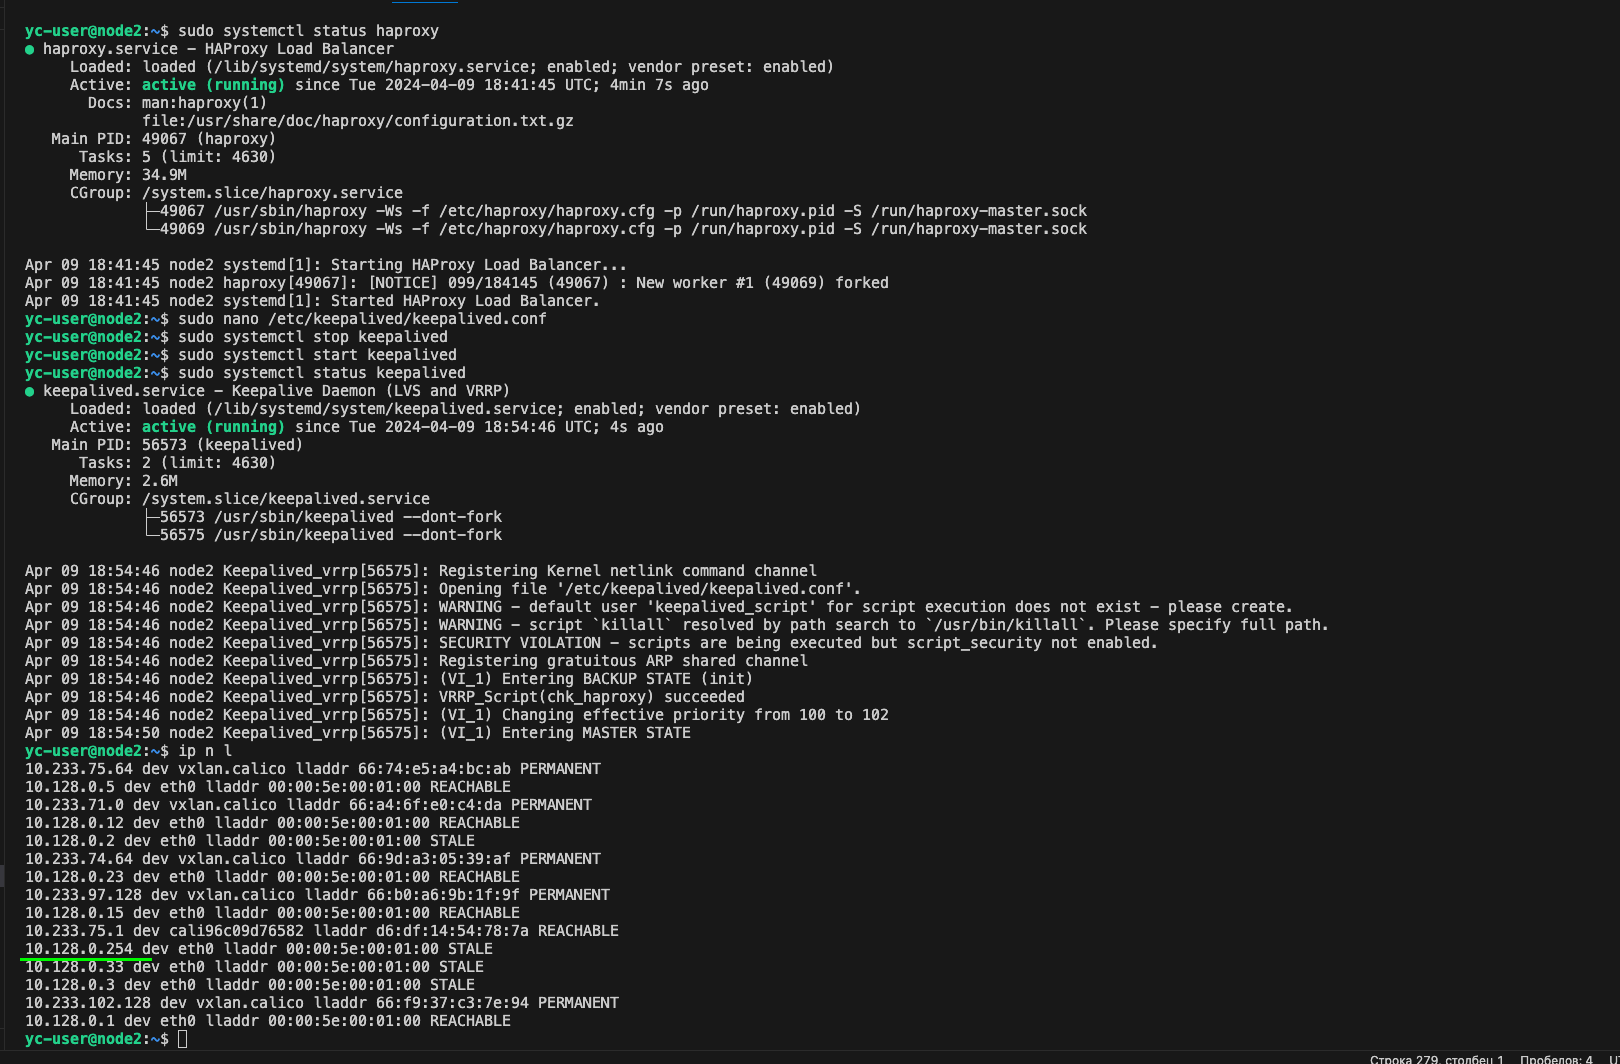 yc-user@node2:~$ sudo systemctl status haproxy
● haproxy.service - HAProxy Load Balancer
Loaded: loaded (/lib/systemd/system/haproxy.service; enabled; vendor preset: enabled)
Active: active (running) since Tue 2024-04-09 18:41:45 UTC; 4min 7s ago
Docs: man:haproxy(1)
file:/usr/share/doc/haproxy/configuration.txt.gz
Main PID: 49067 (haproxy)
Tasks: 5 (limit: 4630)
Memory: 34.9M
CGroup: /system.slice/haproxy.service
├─49067 /usr/sbin/haproxy -Ws -f /etc/haproxy/haproxy.cfg -p /run/haproxy.pid -S /run/haproxy-master.sock
└─49069 /usr/sbin/haproxy -Ws -f /etc/haproxy/haproxy.cfg -p /run/haproxy.pid -S /run/haproxy-master.sock
Apr 09 18:41:45 node2 systemd[1]: Starting HAProxy Load Balancer...
Apr 09 18:41:45 node2 haproxy[49067]: [NOTICE] 099/184145 (49067) : New worker #1 (49069) forked
Apr 09 18:41:45 node2 systemd[1]: Started HAProxy Load Balancer.
yc-user@node2:~$ sudo nano /etc/keepalived/keepalived.conf
yc-user@node2:~$ sudo systemctl stop keepalived
yc-user@node2:~$ sudo systemctl start keepalived
yc-user@node2:~$ sudo systemctl status keepalived
● keepalived.service - Keepalive Daemon (LVS and VRRP)
Loaded: loaded (/lib/systemd/system/keepalived.service; enabled; vendor preset: enabled)
Active: active (running) since Tue 2024-04-09 18:54:46 UTC; 4s ago
Main PID: 56573 (keepalived)
Tasks: 2 (limit: 4630)
Memory: 2.6M
CGroup: /system.slice/keepalived.service
├─56573 /usr/sbin/keepalived --dont-fork
└─56575 /usr/sbin/keepalived --dont-fork
Apr 09 18:54:46 node2 Keepalived_vrrp[56575]: Registering Kernel netlink command channel
Apr 09 18:54:46 node2 Keepalived_vrrp[56575]: Opening file '/etc/keepalived/keepalived.conf'.
Apr 09 18:54:46 node2 Keepalived_vrrp[56575]: WARNING - default user 'keepalived_script' for script execution does not exist - please create.
Apr 09 18:54:46 node2 Keepalived_vrrp[56575]: WARNING - script `killall` resolved by path search to `/usr/bin/killall`. Please specify full path.
Apr 09 18:54:46 node2 Keepalived_vrrp[56575]: SECURITY VIOLATION - scripts are being executed but script_security not enabled.
Apr 09 18:54:46 node2 Keepalived_vrrp[56575]: Registering gratuitous ARP shared channel
Apr 09 18:54:46 node2 Keepalived_vrrp[56575]: (VI_1) Entering BACKUP STATE (init)
Apr 09 18:54:46 node2 Keepalived_vrrp[56575]: VRRP_Script(chk_haproxy) succeeded
Apr 09 18:54:46 node2 Keepalived_vrrp[56575]: (VI_1) Changing effective priority from 100 to 102
Apr 09 18:54:50 node2 Keepalived_vrrp[56575]: (VI_1) Entering MASTER STATE
yc-user@node2:~$ ip n l
10.233.75.64 dev vxlan.calico lladdr 66:74:e5:a4:bc:ab PERMANENT
10.128.0.5 dev eth0 lladdr 00:00:5e:00:01:00 REACHABLE
10.233.71.0 dev vxlan.calico lladdr 66:a4:6f:e0:c4:da PERMANENT
10.128.0.12 dev eth0 lladdr 00:00:5e:00:01:00 REACHABLE
10.128.0.2 dev eth0 lladdr 00:00:5e:00:01:00 STALE
10.233.74.64 dev vxlan.calico lladdr 66:9d:a3:05:39:af PERMANENT
10.128.0.23 dev eth0 lladdr 00:00:5e:00:01:00 REACHABLE
10.233.97.128 dev vxlan.calico lladdr 66:b0:a6:9b:1f:9f PERMANENT
10.128.0.15 dev eth0 lladdr 00:00:5e:00:01:00 REACHABLE
10.233.75.1 dev cali96c09d76582 lladdr d6:df:14:54:78:7a REACHABLE
10.128.0.254 dev eth0 lladdr 00:00:5e:00:01:00 STALE
10.128.0.33 dev eth0 lladdr 00:00:5e:00:01:00 STALE
10.128.0.3 dev eth0 lladdr 00:00:5e:00:01:00 STALE
10.233.102.128 dev vxlan.calico lladdr 66:f9:37:c3:7e:94 PERMANENT
10.128.0.1 dev eth0 lladdr 00:00:5e:00:01:00 REACHABLE
yc-user@node2:~$
Строка 279, столбец 1 Пробелов: 4